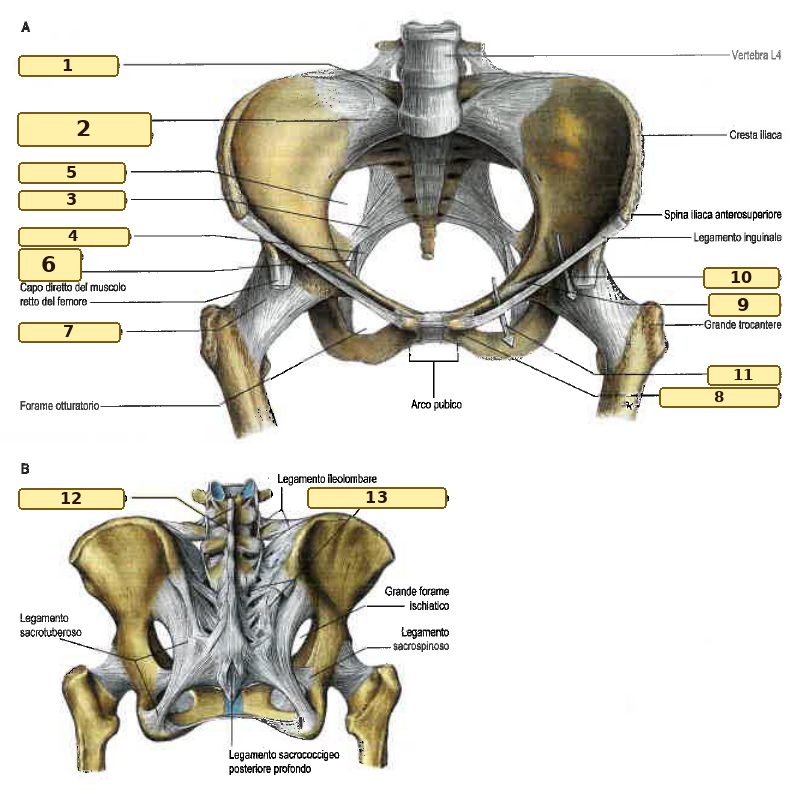 A
1
Vertebra L4
2
Cresta iliaca
5
3
Spina iliaca anterosuperiore
4
Legamento inguinale
6
10
Capo diretto del muscolo
retto del femore
9
7
Grande trocantere
11
8
Forame otturatorio
Arco pubico
B
Legamento ileolombare
12
13
Grande forame
ischiatico
Legamento
sacrotuberoso
Legamento
sacrospinoso
Legamento sacrococcigeo
posteriore profondo